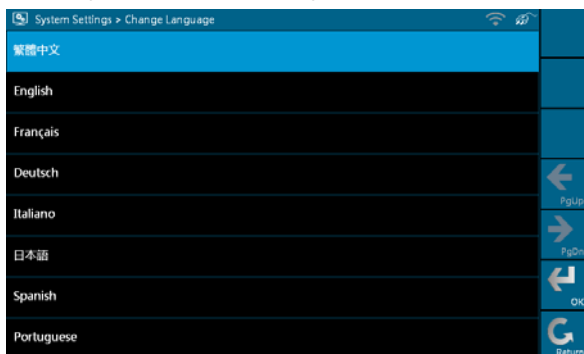 System Settings > Change Language
繁體中文
English
Français
Deutsch
Italiano
日本語
Spanish
Portuguese
PgUp
PgDn
OK
Return